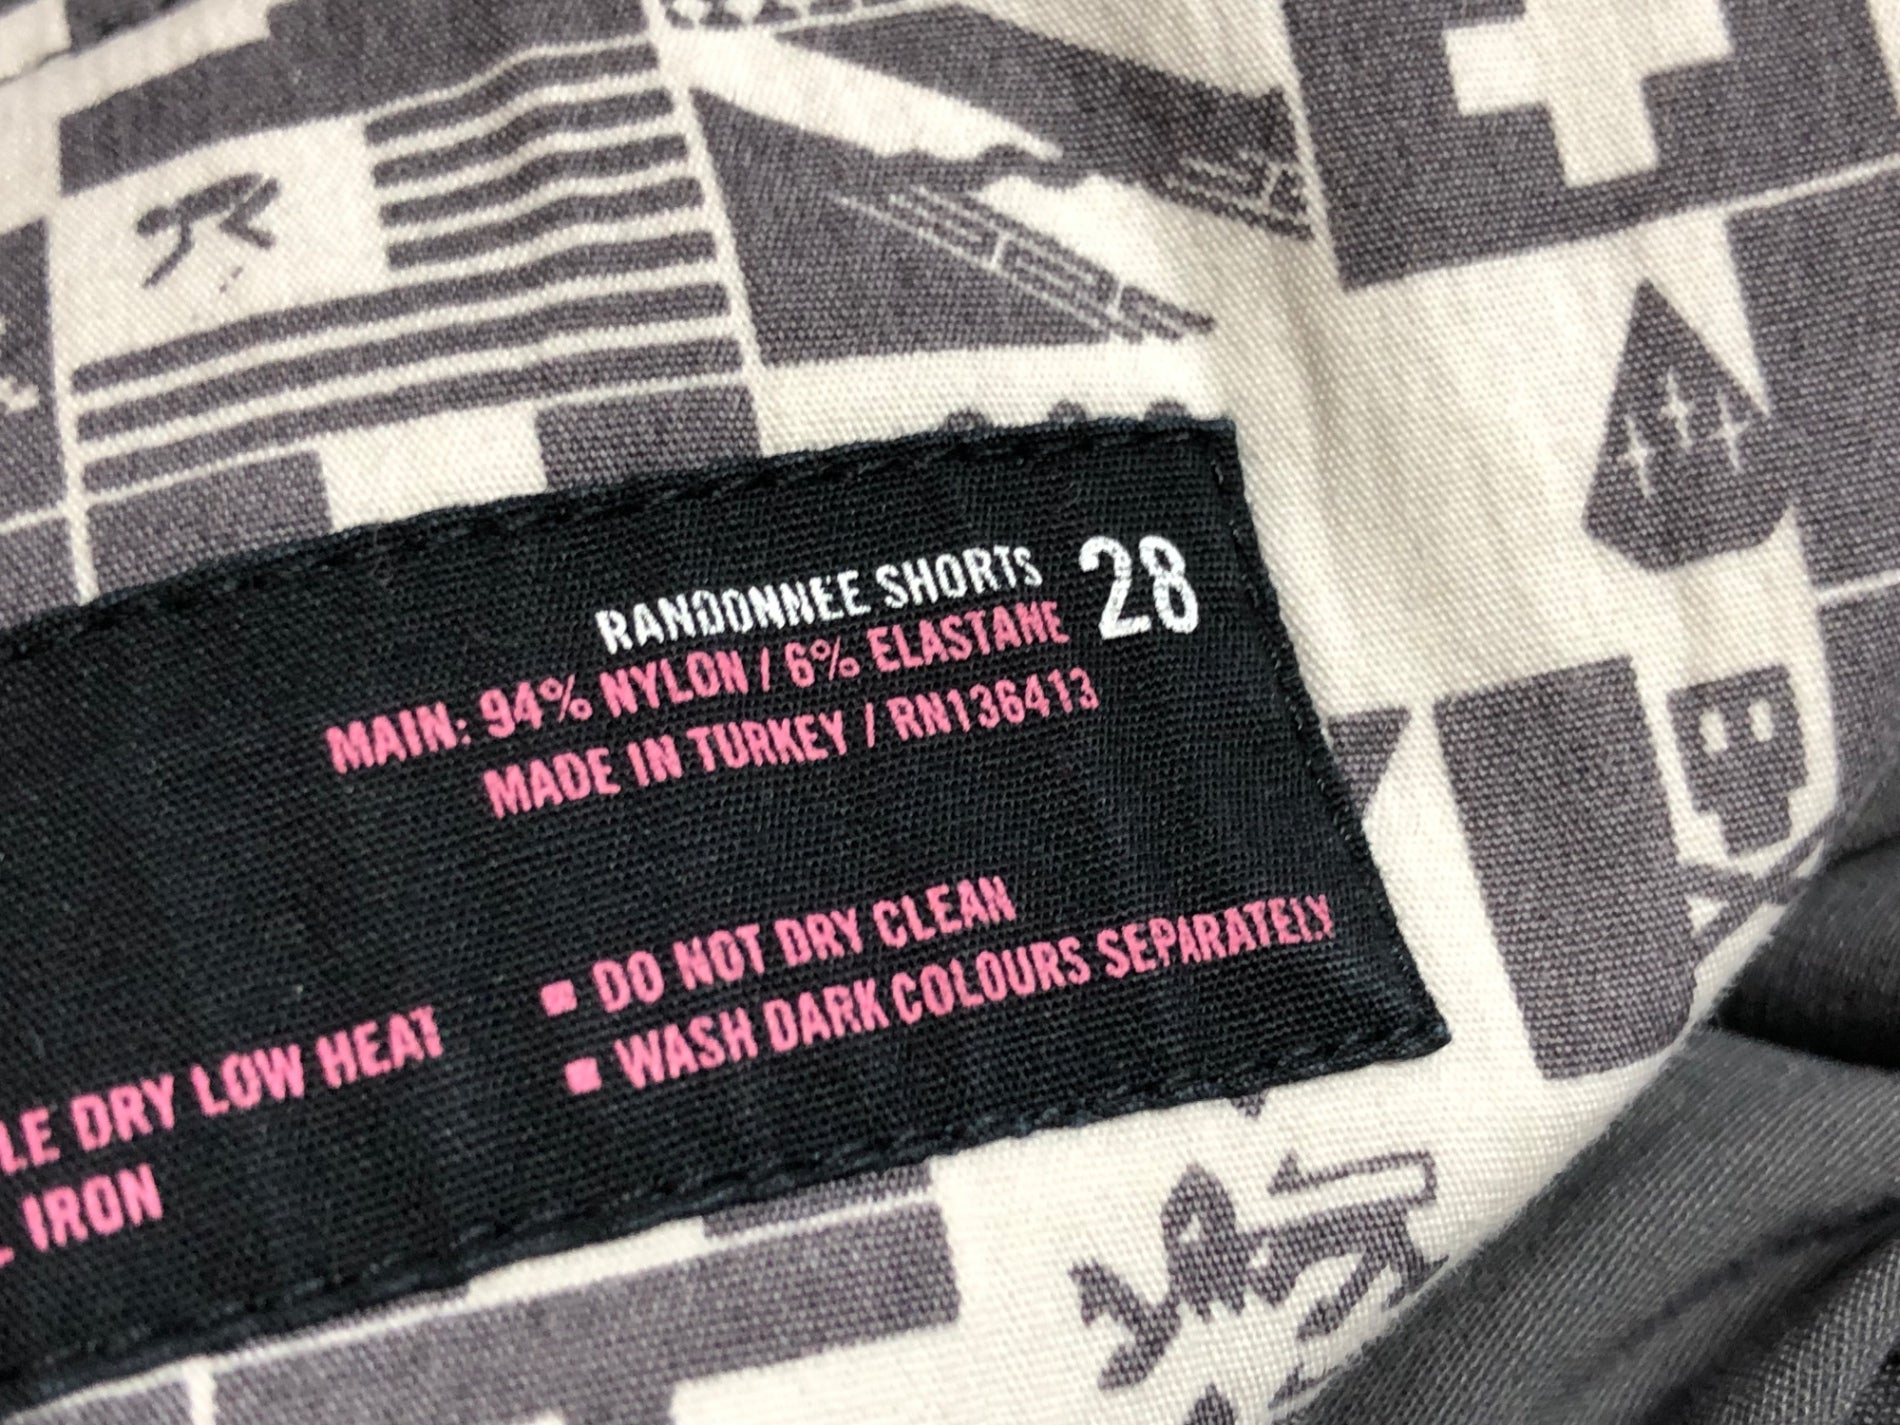 RANDONNEE SHORTS 28
MAIN: 94% NYLON / 6% ELASTANE
MADE IN TURKEY / RN136413
■ DO NOT DRY CLEAN
■ WASH DARK COLOURS SEPARATELY
LE DRY LOW HEAT
IRON